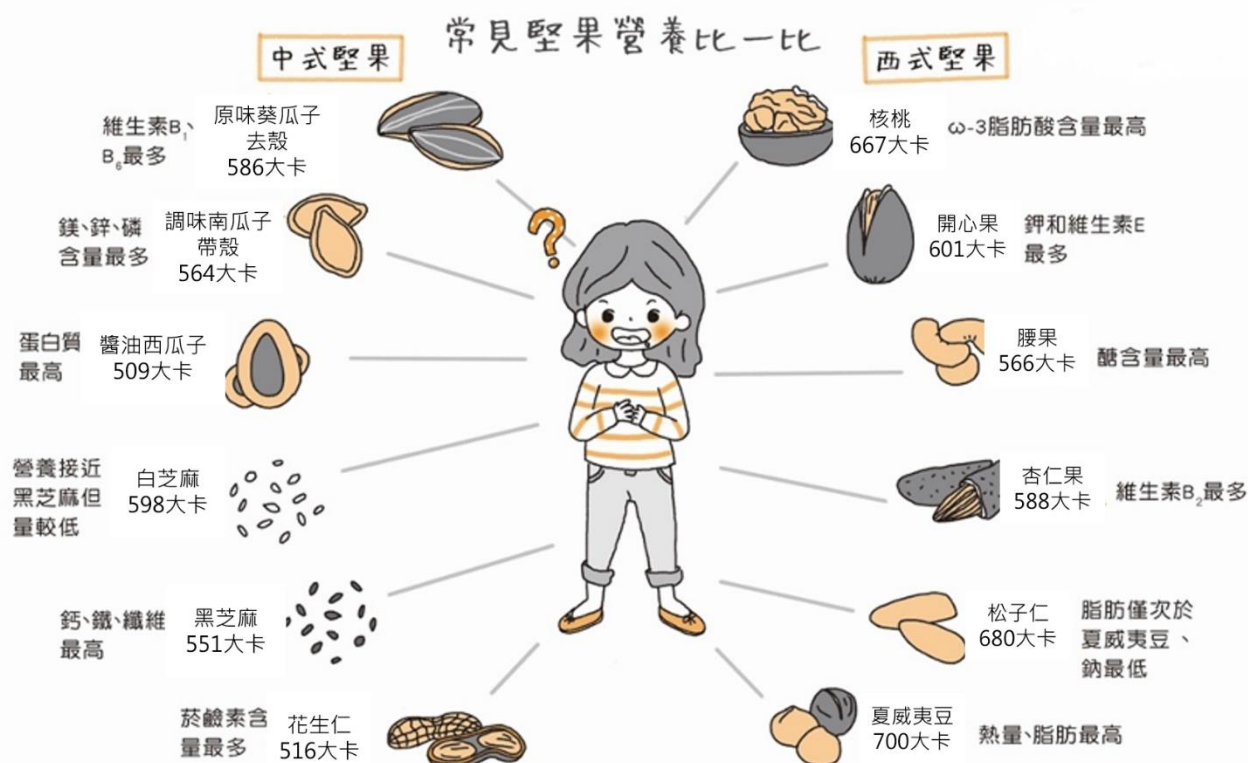 常見堅果營養比一比
中式堅果
維生素B₁、
B₆最多
原味葵瓜子
去殼
586大卡
鎂、鋅、磷
含量最多
調味南瓜子
帶殼
564大卡
蛋白質
最高
醬油西瓜子
509大卡
營養接近
黑芝麻但
量較低
白芝麻
598大卡
鈣、鐵、纖維
最高
黑芝麻
551大卡
菸鹼素含
量最多
花生仁
516大卡
西式堅果
核桃
667大卡
ω-3脂肪酸含量最高
開心果
601大卡
鉀和維生素E
最多
腰果
566大卡
醣含量最高
杏仁果
588大卡
維生素B₂最多
松子仁
680大卡
脂肪僅次於
夏威夷豆、
鈉最低
夏威夷豆
700大卡
熱量、脂肪最高